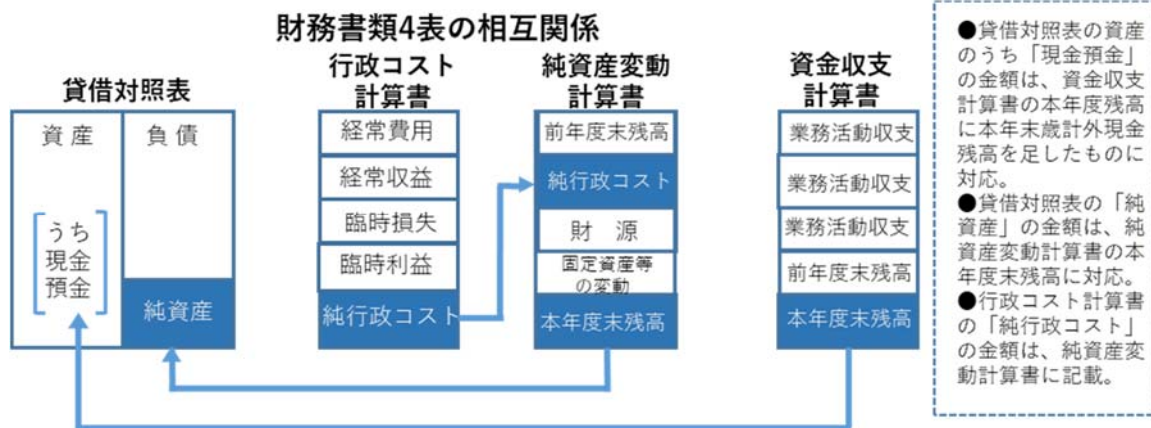 財務書類4表の相互関係
貸借対照表
資 産
負 債
うち
現金
預金
純資産
行政コスト
計算書
経常費用
経常収益
臨時損失
臨時利益
純行政コスト
純資産変動
計算書
前年度末残高
純行政コスト
財 源
固定資産等
の変動
本年度末残高
資金収支
計算書
業務活動収支
業務活動収支
業務活動収支
前年度末残高
本年度末残高
●貸借対照表の資産
のうち「現金預金」
の金額は、資金収支
計算書の本年度残高
に本年末歳計外現金
残高を足したものに
対応。
●貸借対照表の「純
資産」の金額は、純
資産変動計算書の本
年度末残高に対応。
●行政コスト計算書
の「純行政コスト」
の金額は、純資産変
動計算書に記載。